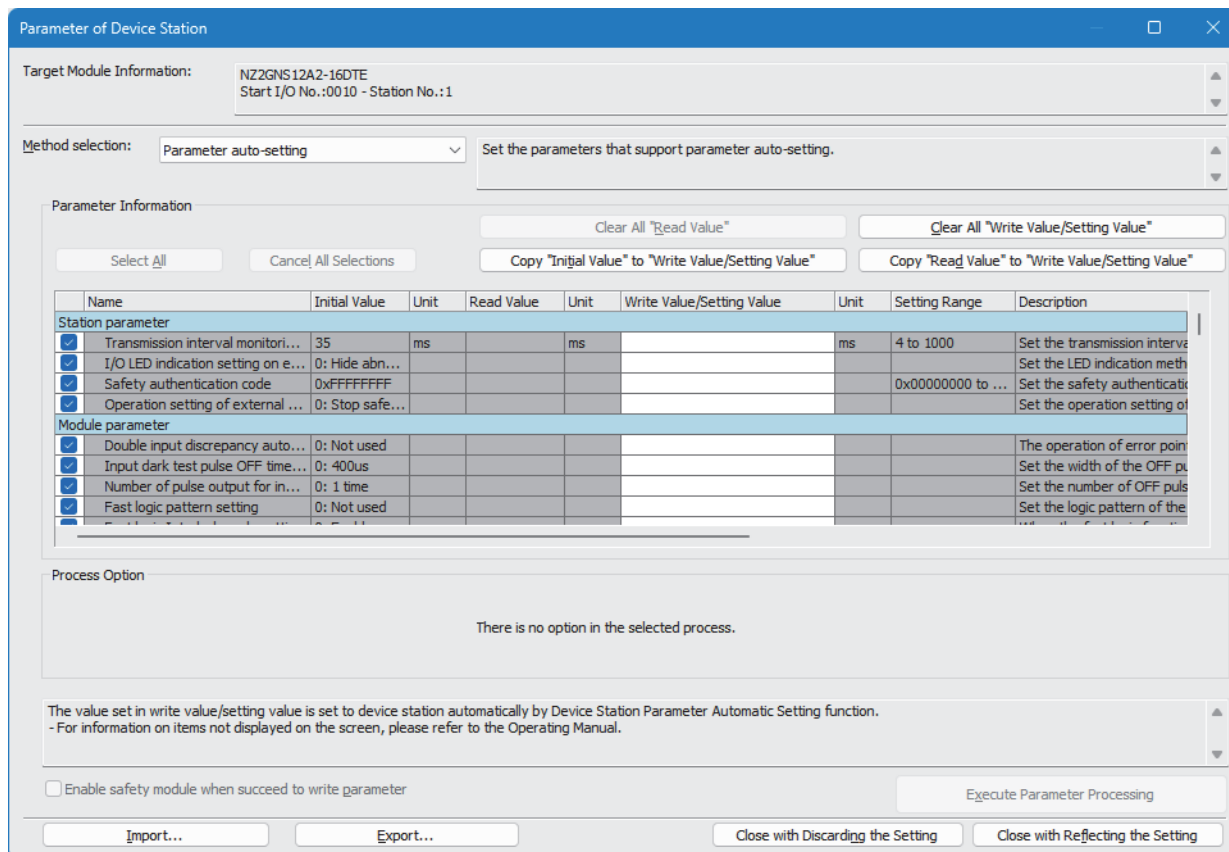 Parameter of Device Station
Target Module Information:
NZ2GNS12A2-16DTE
Start I/O No.:0010 - Station No.:1
Method selection:
Parameter auto-setting
Set the parameters that support parameter auto-setting.
Parameter Information
Clear All "Read Value"
Clear All "Write Value/Setting Value"
Select All
Cancel All Selections
Copy "Initial Value" to "Write Value/Setting Value"
Copy "Read Value" to "Write Value/Setting Value"
Name Initial Value Unit Read Value Unit Write Value/Setting Value Unit Setting Range Description
Station parameter
Transmission interval monitori... 35 ms ms ms 4 to 1000 Set the transmission interva
I/O LED indication setting on e... 0: Hide abn... Set the LED indication meth
Safety authentication code 0xFFFFFFFF 0x00000000 to ... Set the safety authenticatio
Operation setting of external ... 0: Stop safe... Set the operation setting of
Module parameter
Double input discrepancy auto... 0: Not used The operation of error poin
Input dark test pulse OFF time... 0: 400us Set the width of the OFF pu
Number of pulse output for in... 0: 1 time Set the number of OFF puls
Fast logic pattern setting 0: Not used Set the logic pattern of the
Process Option
There is no option in the selected process.
The value set in write value/setting value is set to device station automatically by Device Station Parameter Automatic Setting function.
- For information on items not displayed on the screen, please refer to the Operating Manual.
Enable safety module when succeed to write parameter
Execute Parameter Processing
Import...
Export...
Close with Discarding the Setting
Close with Reflecting the Setting